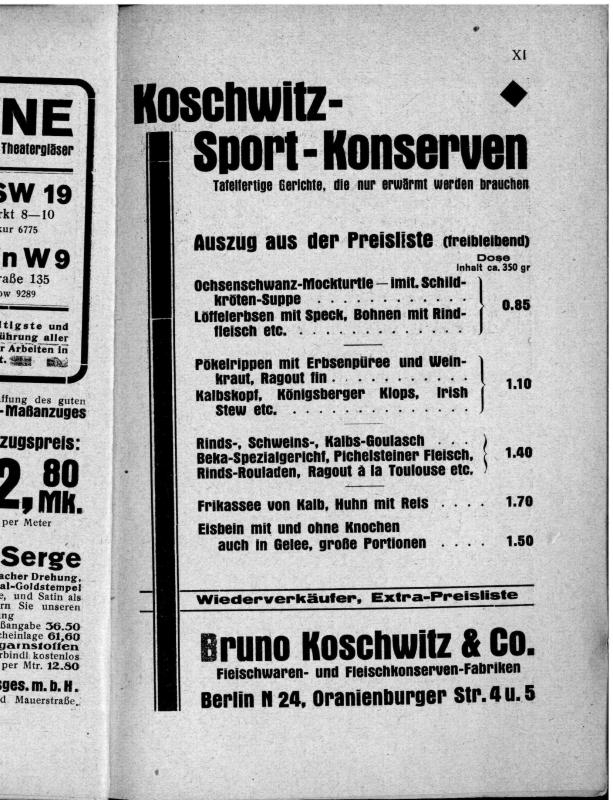 NE
Theatergläser
SW 19
rkt 8—10
kur 6775
n W 9
raße 135
ow 9289
ltigste und
ührung aller
r Arbeiten in
t.
ffung des guten
-Maßanzuges
zugspreis:
2,80 Mk.
per Meter
Serge
acher Drehung,
al-Goldstempel
e, und Satin als
rn Sie unseren
ng
ßangabe 36.50
cheinlage 61,60
garnstoffen
rbindl kostenlos
per Mtr. 12.80
sges. m. b. H.
d Mauerstraße,
XI
Koschwitz-
Sport-Konserven
Tafelfertige Gerichte, die nur erwärmt werden brauchen
Auszug aus der Preisliste (freibleibend)
Dose
Inhalt ca. 350 gr
Ochsenschwanz-Mockturtle — imit. Schild-
kröten-Suppe . . . . . . . . . . . .
Löffelerbsen mit Speck, Bohnen mit Rind-
fleisch etc. . . . . . . . . . . . . .
0.85
Pökelrippen mit Erbsenpüree und Wein-
kraut, Ragout fin . . . . . . . . . . .
Kalbskopf, Königsberger Klops, Irish
Stew etc. . . . . . . . . . . . . . .
1.10
Rinds-, Schweins-, Kalbs-Goulasch . . .
Beka-Spezialgericht, Pichelsteiner Fleisch,
Rinds-Rouladen, Ragout à la Toulouse etc.
1.40
Frikassee von Kalb, Huhn mit Reis . . . . 1.70
Eisbein mit und ohne Knochen
auch in Gelee, große Portionen . . . . 1.50
Wiederverkäufer, Extra-Preisliste
Bruno Koschwitz & Co.
Fleischwaren- und Fleischkonserven-Fabriken
Berlin N 24, Oranienburger Str. 4 u. 5